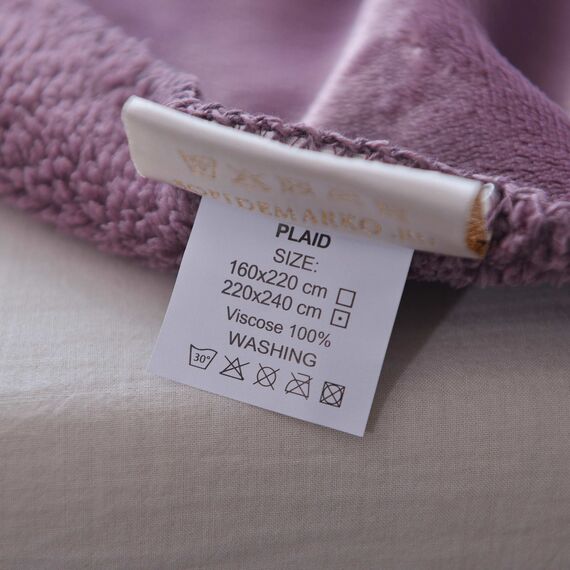 PLAID
SIZE:
160x220 cm
220x240 cm
Viscose 100%
WASHING
30°